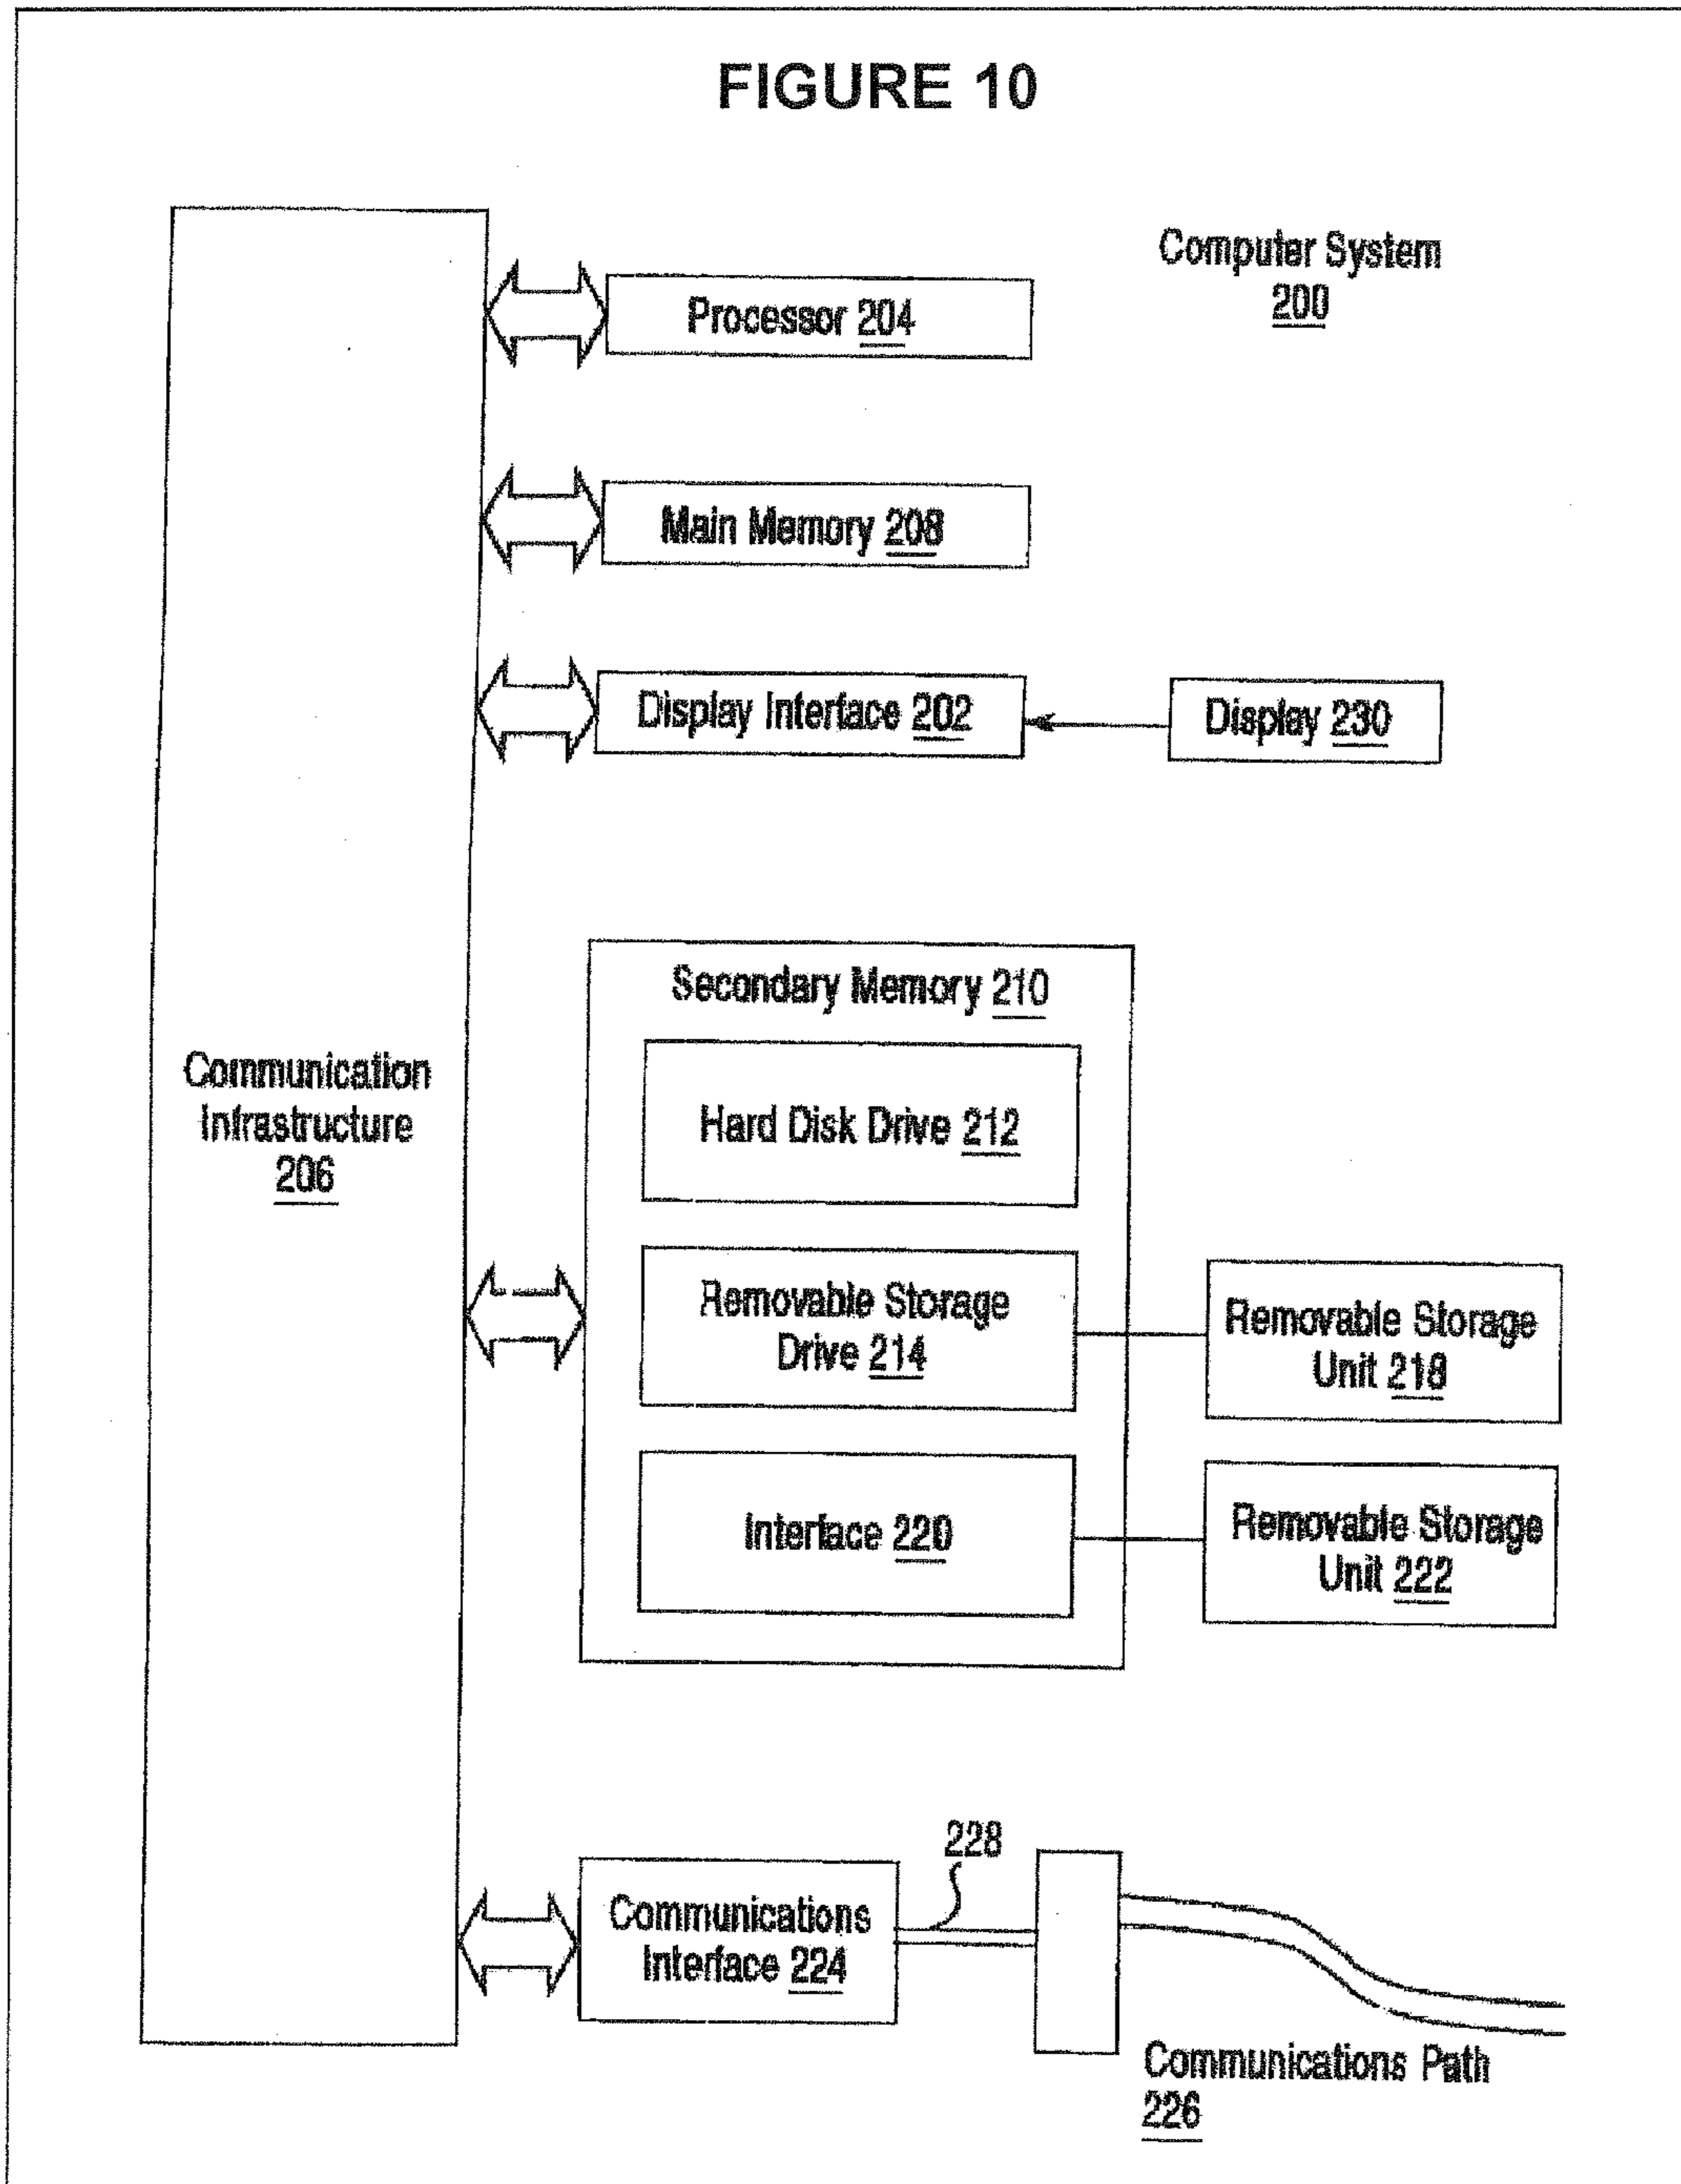 FIGURE 10
Computer System
200
Processor 204
Main Memory 208
Display Interface 202
Display 230
Secondary Memory 210
Hard Disk Drive 212
Communication
Infrastructure
206
Removable Storage
Drive 214
Removable Storage
Unit 218
Interface 220
Removable Storage
Unit 222
228
Communications
Interface 224
Communications Path
226